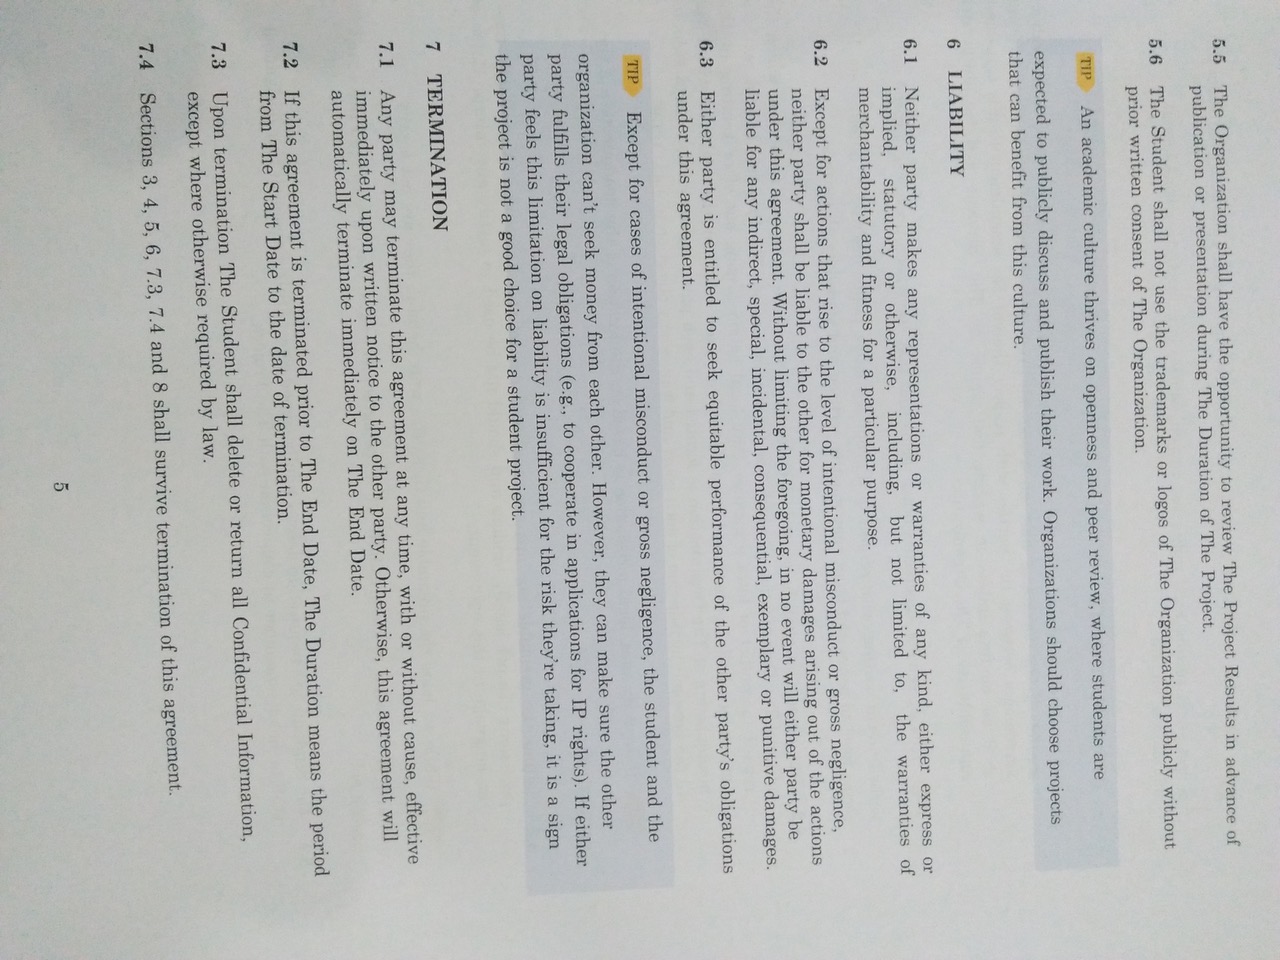 5.5 The Organization shall have the opportunity to review The Project Results in advance of
publication or presentation during The Duration of The Project.
5.6 The Student shall not use the trademarks or logos of The Organization publicly without
prior written consent of The Organization.
TIP An academic culture thrives on openness and peer review, where students are
expected to publicly discuss and publish their work. Organizations should choose projects
that can benefit from this culture.
6 LIABILITY
6.1 Neither party makes any representations or warranties of any kind, either express or
implied, statutory or otherwise, including, but not limited to, the warranties of
merchantability and fitness for a particular purpose.
6.2 Except for actions that rise to the level of intentional misconduct or gross negligence,
neither party shall be liable to the other for monetary damages arising out of the actions
under this agreement. Without limiting the foregoing, in no event will either party be
liable for any indirect, special, incidental, consequential, exemplary or punitive damages.
6.3 Either party is entitled to seek equitable performance of the other party's obligations
under this agreement.
TIP Except for cases of intentional misconduct or gross negligence, the student and the
organization can't seek money from each other. However, they can make sure the other
party fulfills their legal obligations (e.g., to cooperate in applications for IP rights). If either
party feels this limitation on liability is insufficient for the risk they're taking, it is a sign
the project is not a good choice for a student project.
7 TERMINATION
7.1 Any party may terminate this agreement at any time, with or without cause, effective
immediately upon written notice to the other party. Otherwise, this agreement will
automatically terminate immediately on The End Date.
7.2 If this agreement is terminated prior to The End Date, The Duration means the period
from The Start Date to the date of termination.
7.3 Upon termination The Student shall delete or return all Confidential Information,
except where otherwise required by law.
7.4 Sections 3, 4, 5, 6, 7.3, 7.4 and 8 shall survive termination of this agreement.
5